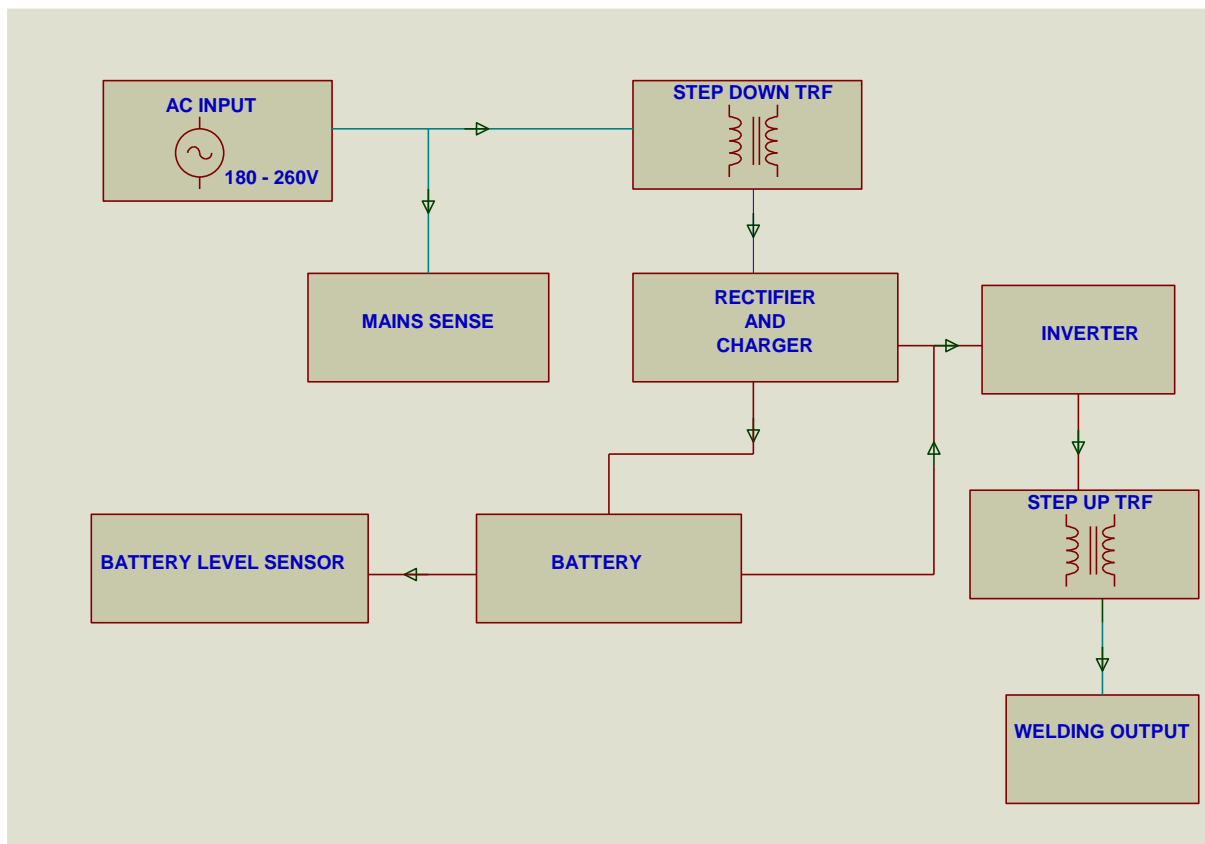 AC INPUT
180 - 260V
STEP DOWN TRF
MAINS SENSE
RECTIFIER
AND
CHARGER
INVERTER
BATTERY LEVEL SENSOR
BATTERY
STEP UP TRF
WELDING OUTPUT